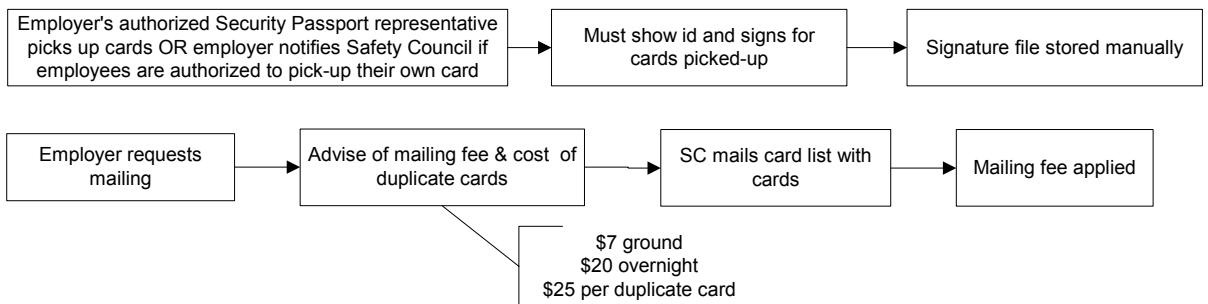 Employer's authorized Security Passport representative
picks up cards OR employer notifies Safety Council if
employees are authorized to pick-up their own card
Must show id and signs for
cards picked-up
Signature file stored manually
Employer requests
mailing
Advise of mailing fee & cost of
duplicate cards
SC mails card list with
cards
Mailing fee applied
$7 ground
$20 overnight
$25 per duplicate card